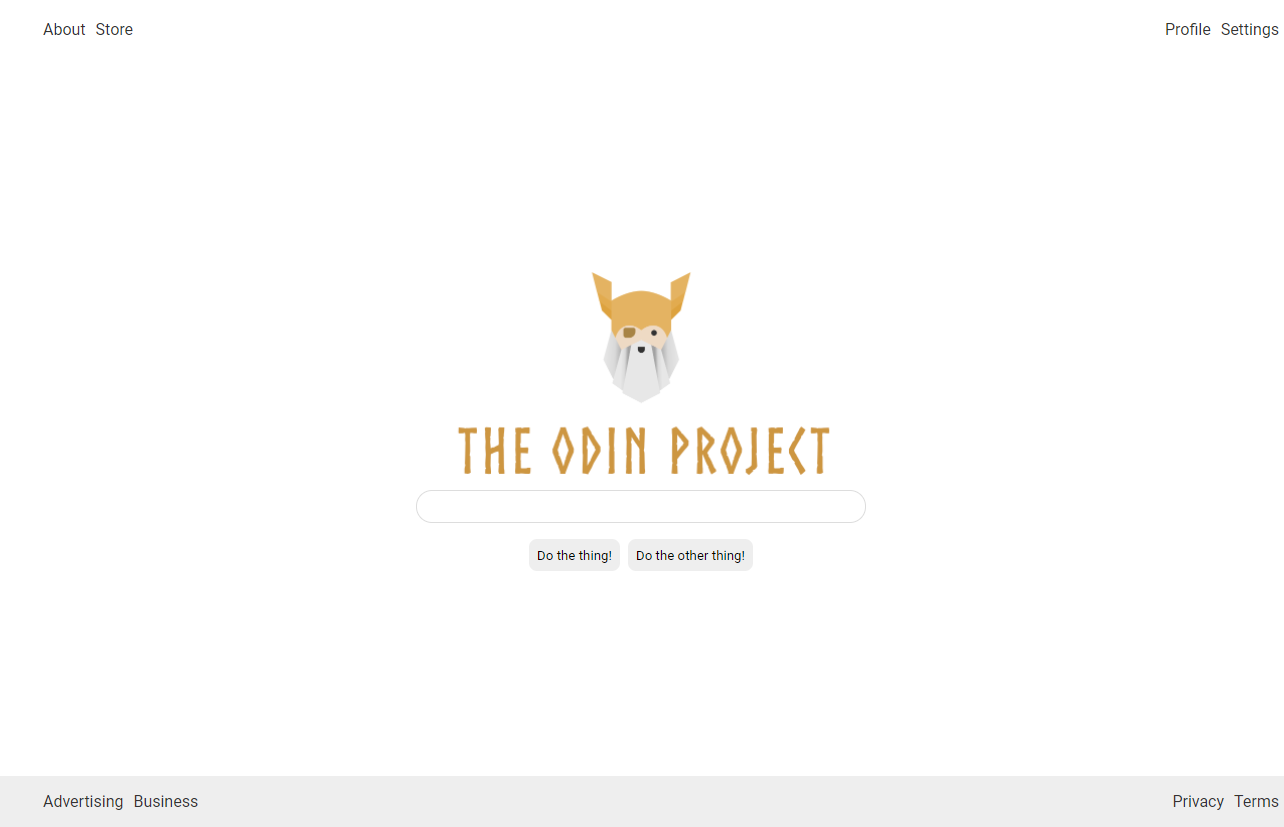 About Store Profile Settings
THE ODIN PROJECT
Do the thing! Do the other thing!
Advertising Business Privacy Terms